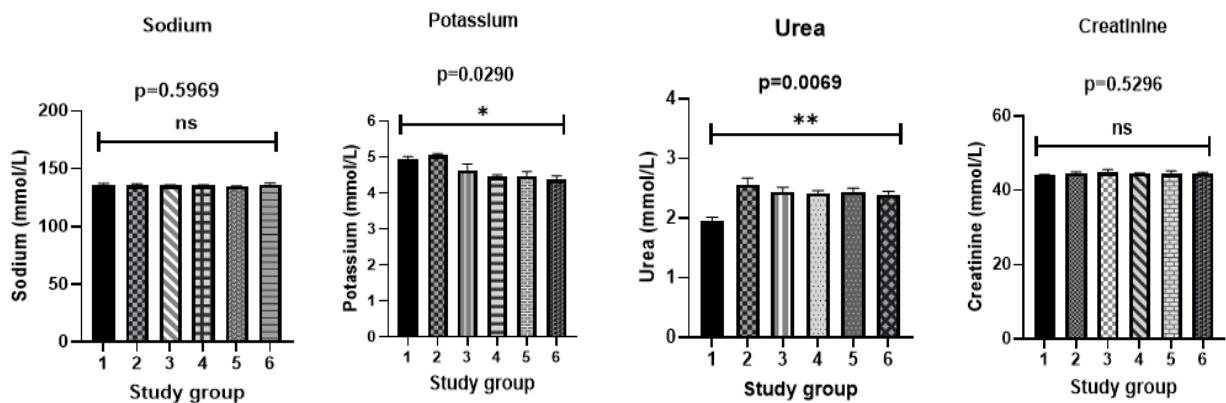 Sodium
p=0.5969
ns
200
150
100
50
0
Sodium (mmol/L)
1 2 3 4 5 6
Study group
Potassium
p=0.0290
*
6
5
4
3
2
1
0
Potassium (mmol/L)
1 2 3 4 5 6
Study group
Urea
p=0.0069
**
4
3
2
1
0
Urea (mmol/L)
1 2 3 4 5 6
Study group
Creatinine
p=0.5296
ns
60
40
20
0
Creatinine (mmol/L)
1 2 3 4 5 6
Study group